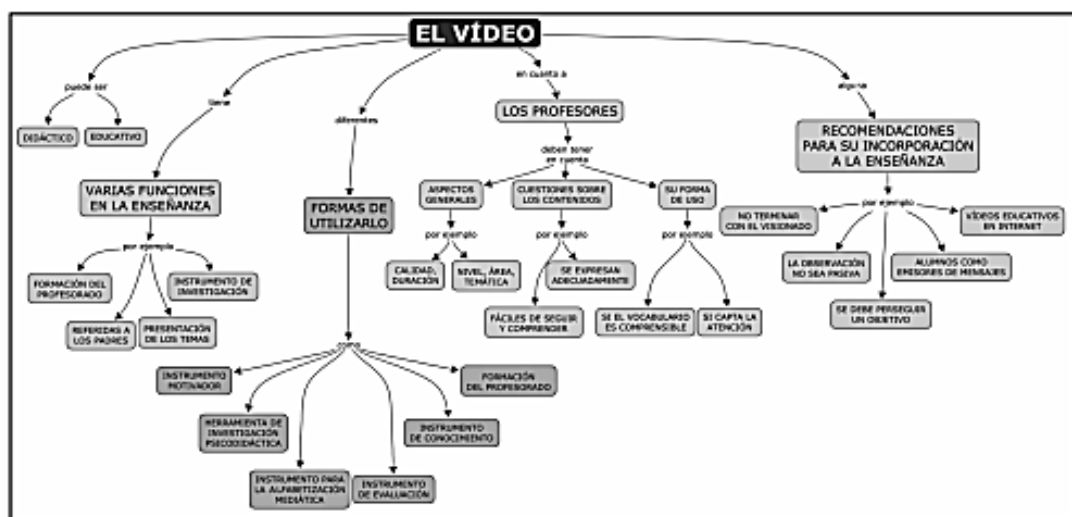 EL VÍDEO
puede ser
DIDÁCTICO
EDUCATIVO
tiene
VARIAS FUNCIONES
EN LA ENSEÑANZA
por ejemplo
FORMACIÓN DEL
PROFESORADO
REFERIDAS A
LOS PADRES
PRESENTACIÓN
DE LOS TEMAS
INSTRUMENTO DE
INVESTIGACIÓN
diferentes
FORMAS DE
UTILIZARLO
como
INSTRUMENTO
MOTIVADOR
HERRAMIENTA DE
INVESTIGACIÓN
PSICODIDÁCTICA
INSTRUMENTO PARA
LA ALFABETIZACIÓN
MEDIÁTICA
INSTRUMENTO
DE EVALUACIÓN
INSTRUMENTO
DE CONOCIMIENTO
FORMACIÓN
DEL PROFESORADO
en cuanto a
LOS PROFESORES
deben tener
en cuenta
ASPECTOS
GENERALES
por ejemplo
CALIDAD,
DURACIÓN
NIVEL, ÁREA,
TEMÁTICA
CUESTIONES SOBRE
LOS CONTENIDOS
por ejemplo
FÁCILES DE SEGUIR
Y COMPRENDER
SE EXPRESAN
ADECUADAMENTE
SU FORMA
DE USO
por ejemplo
SI EL VOCABULARIO
ES COMPRENSIBLE
SI CAPTA LA
ATENCIÓN
alguna
RECOMENDACIONES
PARA SU INCORPORACIÓN
A LA ENSEÑANZA
por ejemplo
NO TERMINAR
CON EL VISIONADO
LA OBSERVACIÓN
NO SEA PASIVA
SE DEBE PERSEGUIR
UN OBJETIVO
ALUMNOS COMO
EMISORES DE MENSAJES
VÍDEOS EDUCATIVOS
EN INTERNET